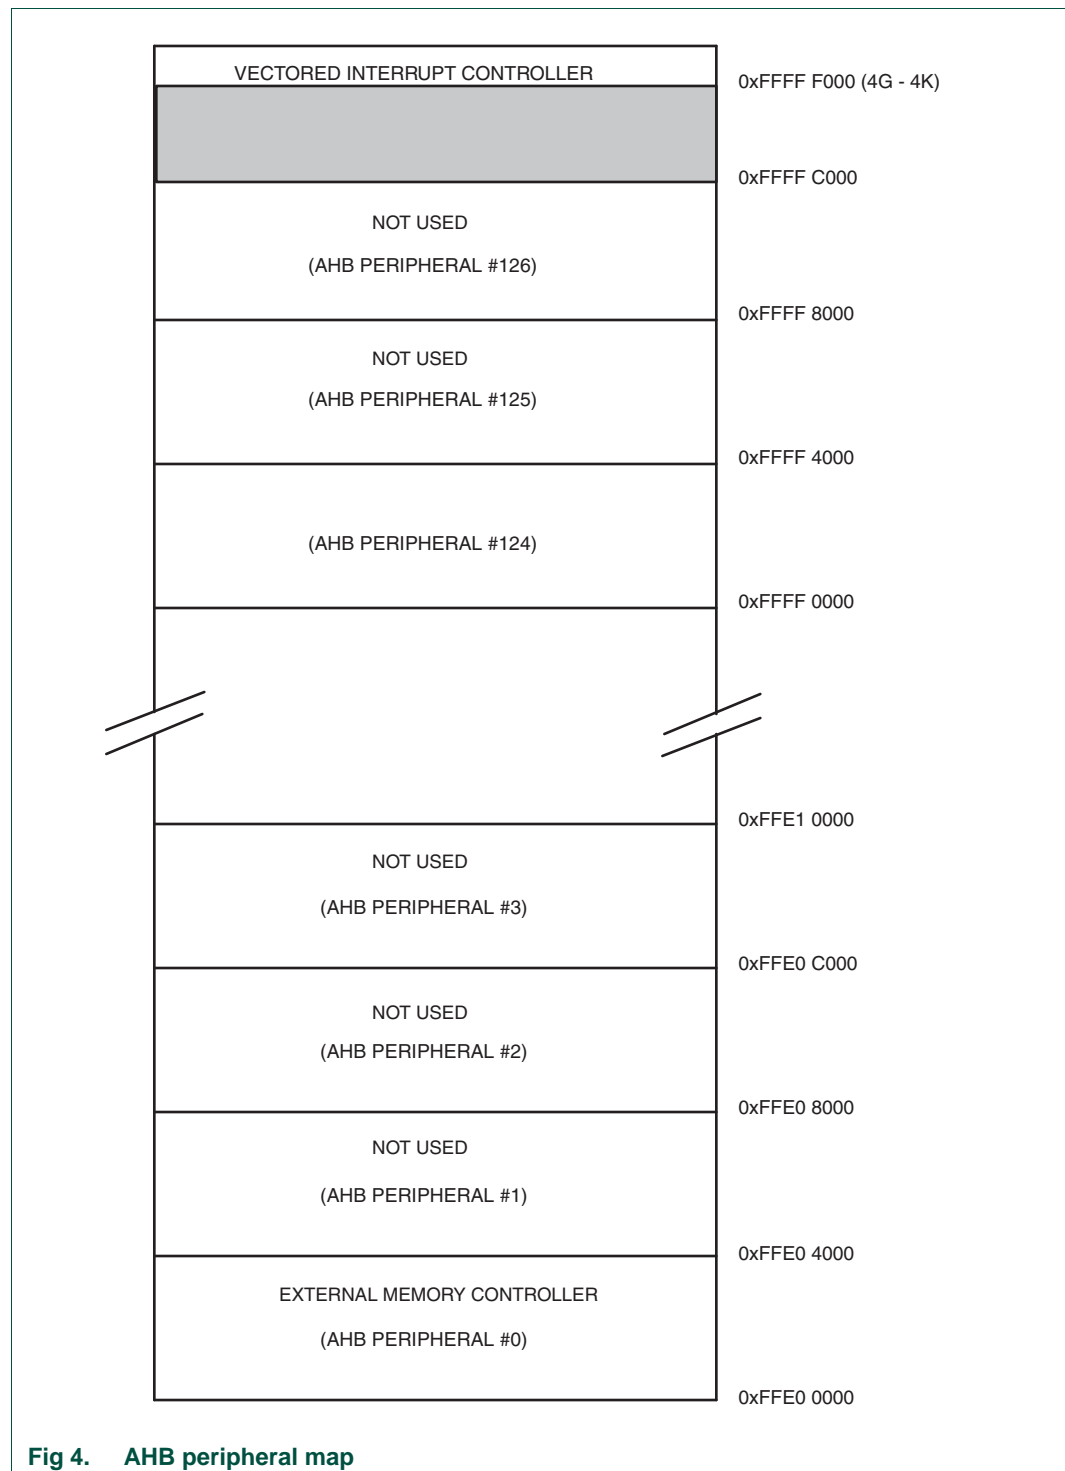 VECTORED INTERRUPT CONTROLLER
0xFFFF F000 (4G - 4K)
0xFFFF C000
NOT USED
(AHB PERIPHERAL #126)
0xFFFF 8000
NOT USED
(AHB PERIPHERAL #125)
0xFFFF 4000
(AHB PERIPHERAL #124)
0xFFFF 0000
0xFFE1 0000
NOT USED
(AHB PERIPHERAL #3)
0xFFE0 C000
NOT USED
(AHB PERIPHERAL #2)
0xFFE0 8000
NOT USED
(AHB PERIPHERAL #1)
0xFFE0 4000
EXTERNAL MEMORY CONTROLLER
(AHB PERIPHERAL #0)
0xFFE0 0000
Fig 4. AHB peripheral map